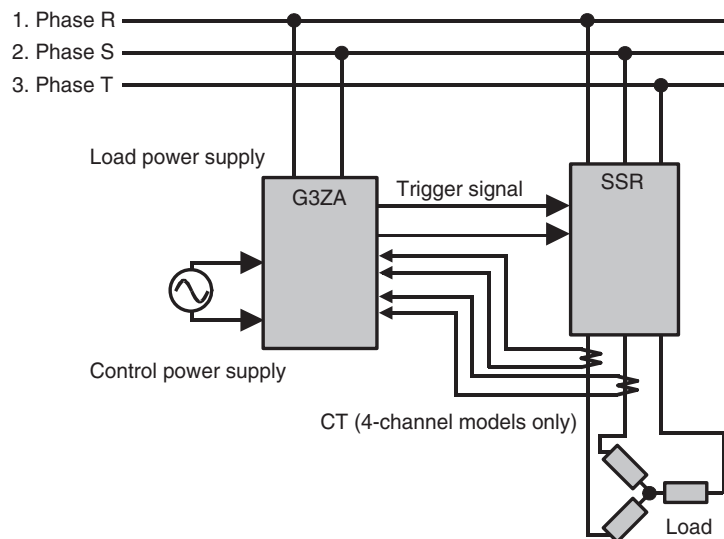 1. Phase R
2. Phase S
3. Phase T
Load power supply
G3ZA
Trigger signal
SSR
Control power supply
CT (4-channel models only)
Load